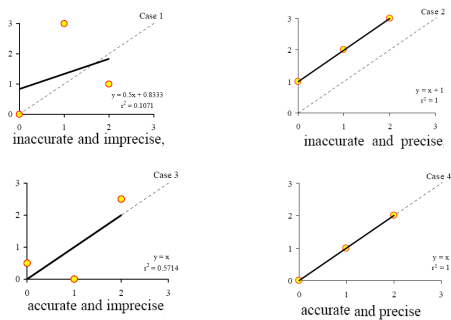 Case 1
3
2
1
0
y = 0.5x + 0.8333
r² = 0.1071
0 1 2 3
inaccurate and imprecise,
Case 2
3
2
1
0
y = x + 1
r² = 1
0 1 2 3
inaccurate and precise
Case 3
3
2
1
0
y = x
r² = 0.5714
0 1 2 3
accurate and imprecise
Case 4
3
2
1
0
y = x
r² = 1
0 1 2 3
accurate and precise